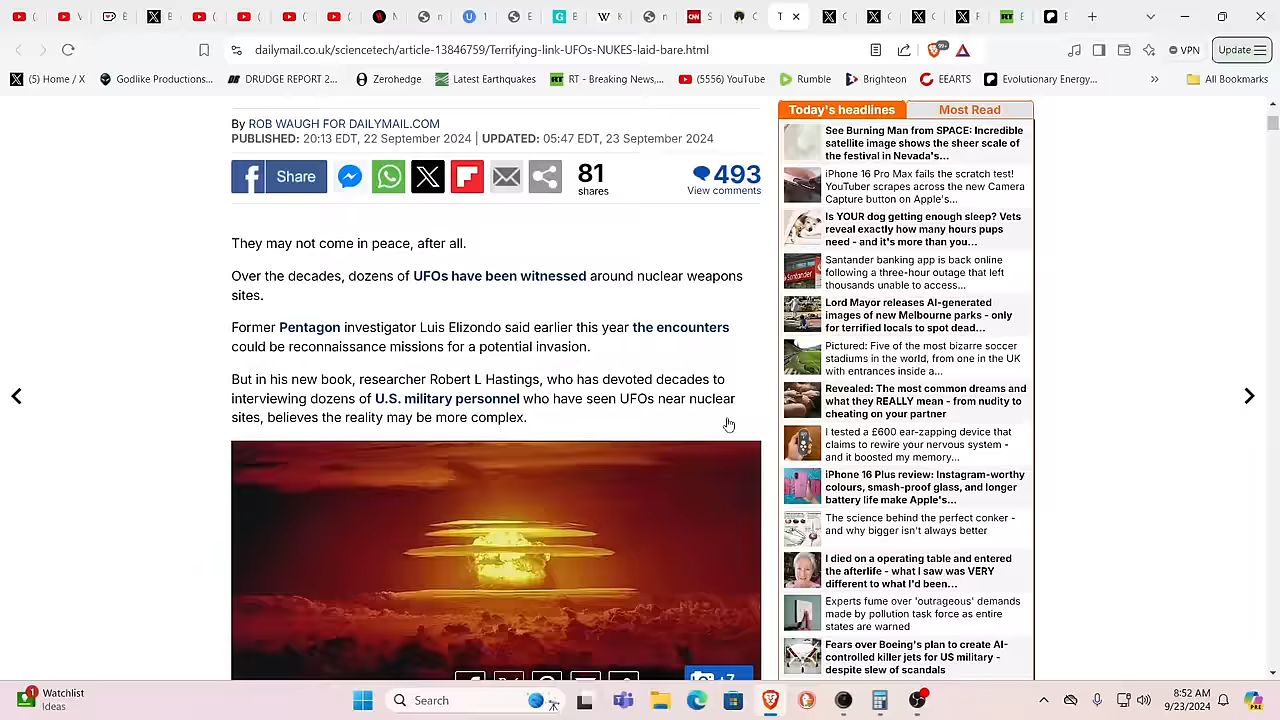 dailymail.co.uk/sciencetech/article-13846759/Terrifying-link-UFOs-NUKES-laid-bare.html
99+
VPN
Update
(5) Home / X
Godlike Productions...
DRUDGE REPORT 2...
Zerohedge
Latest Earthquakes
RT - Breaking News,...
(5556) YouTube
Rumble
Brighteon
EEARTS
Evolutionary Energy...
All Bookmarks
By ROB WAUGH FOR DAILYMAIL.COM
PUBLISHED: 20:13 EDT, 22 September 2024 | UPDATED: 05:47 EDT, 23 September 2024
Share
81
shares
493
View comments
They may not come in peace, after all.
Over the decades, dozens of UFOs have been witnessed around nuclear weapons
sites.
Former Pentagon investigator Luis Elizondo said earlier this year the encounters
could be reconnaissance missions for a potential invasion.
But in his new book, researcher Robert L Hastings, who has devoted decades to
interviewing dozens of U.S. military personnel who have seen UFOs near nuclear
sites, believes the reality may be more complex.
Today's headlines
Most Read
See Burning Man from SPACE: Incredible
satellite image shows the sheer scale of
the festival in Nevada's...
iPhone 16 Pro Max fails the scratch test!
YouTuber scrapes across the new Camera
Capture button on Apple's...
Is YOUR dog getting enough sleep? Vets
reveal exactly how many hours pups
need - and it's more than you...
Santander banking app is back online
following a three-hour outage that left
thousands unable to access...
Lord Mayor releases AI-generated
images of new Melbourne parks - only
for terrified locals to spot dead...
Pictured: Five of the most bizarre soccer
stadiums in the world, from one in the UK
with entrances inside a...
Revealed: The most common dreams and
what they REALLY mean - from nudity to
cheating on your partner
I tested a £600 ear-zapping device that
claims to rewire your nervous system -
and it boosted my memory...
iPhone 16 Plus review: Instagram-worthy
colours, smash-proof glass, and longer
battery life make Apple's...
The science behind the perfect conker -
and why bigger isn't always better
I died on a operating table and entered
the afterlife - what I saw was VERY
different to what I'd been...
Experts fume over 'outrageous' demands
made by pollution task force as entire
states are warned
Fears over Boeing's plan to create AI-
controlled killer jets for US military -
despite slew of scandals
+7
1
Watchlist
Ideas
Search
8:52 AM
9/23/2024